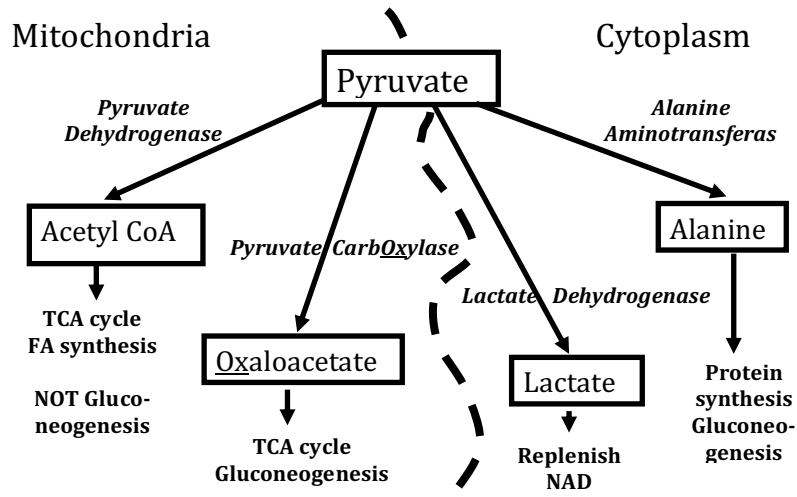 Mitochondria
Cytoplasm
Pyruvate
Pyruvate
Dehydrogenase
Alanine
Aminotransferas
Acetyl CoA
Alanine
Pyruvate CarbOxylase
Lactate Dehydrogenase
TCA cycle
FA synthesis
NOT Gluco-
neogenesis
Oxaloacetate
Lactate
Protein
synthesis
Gluconeo-
genesis
TCA cycle
Gluconeogenesis
Replenish
NAD